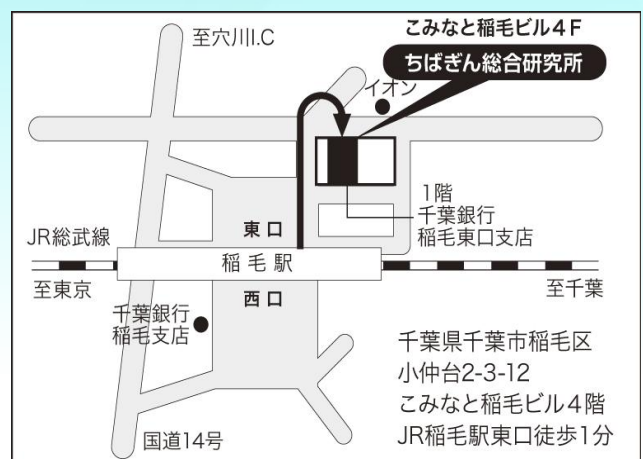 至穴川I.C
こみなと稲毛ビル4F
ちばぎん総合研究所
イオン
1階
千葉銀行
稲毛東口支店
東口
JR総武線
稲毛駅
至東京
至千葉
西口
千葉銀行
稲毛支店
国道14号
千葉県千葉市稲毛区
小仲台2-3-12
こみなと稲毛ビル4階
JR稲毛駅東口徒歩1分